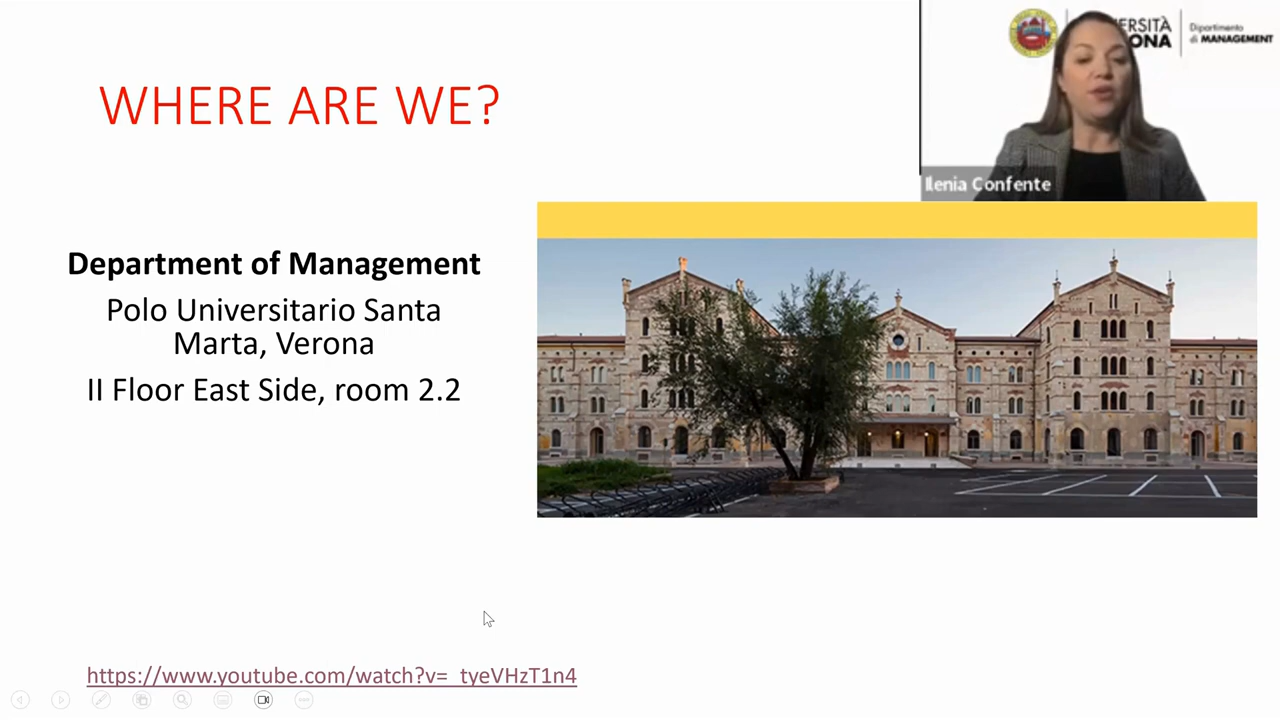 WHERE ARE WE?
Department of Management
Polo Universitario Santa
Marta, Verona
II Floor East Side, room 2.2
https://www.youtube.com/watch?v=_tyeVHzT1n4
Dipartimento
di MANAGEMENT
Ilenia Confente